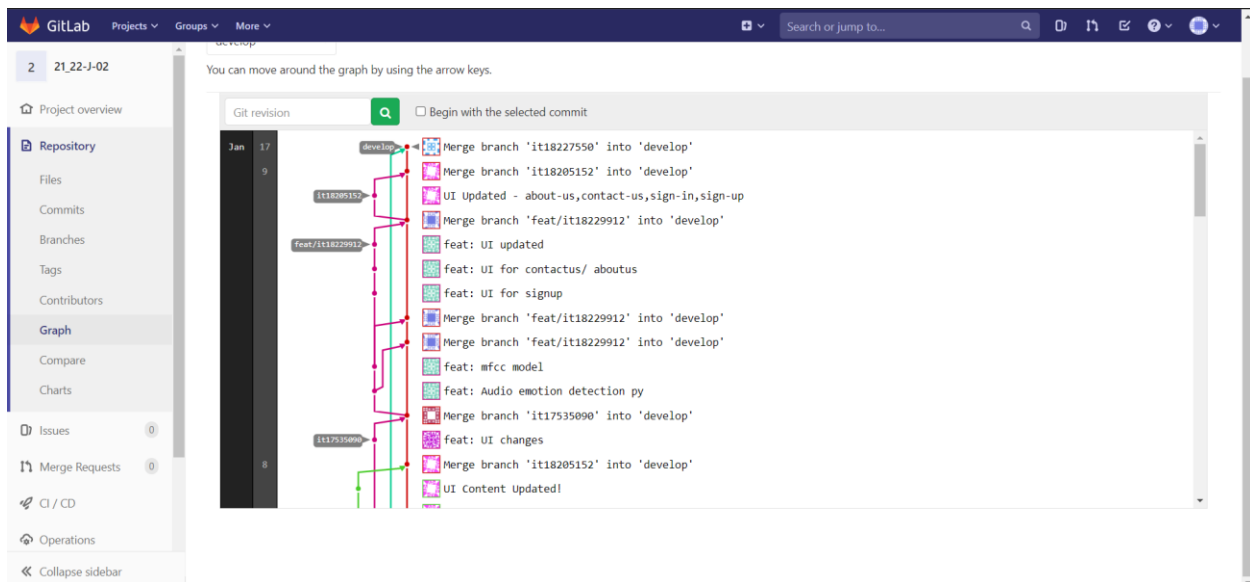 GitLab Projects Groups More Search or jump to...
2 21_22-J-02
Project overview
Repository
Files
Commits
Branches
Tags
Contributors
Graph
Compare
Charts
Issues 0
Merge Requests 0
CI / CD
Operations
Collapse sidebar
develop
You can move around the graph by using the arrow keys.
Git revision Begin with the selected commit
Jan 17 develop Merge branch 'it18227550' into 'develop'
9 Merge branch 'it18205152' into 'develop'
it18205152 UI Updated - about-us,contact-us,sign-in,sign-up
Merge branch 'feat/it18229912' into 'develop'
feat/it18229912 feat: UI updated
feat: UI for contactus/ aboutus
feat: UI for signup
Merge branch 'feat/it18229912' into 'develop'
Merge branch 'feat/it18229912' into 'develop'
feat: mfcc model
feat: Audio emotion detection py
Merge branch 'it17535090' into 'develop'
it17535090 feat: UI changes
8 Merge branch 'it18205152' into 'develop'
UI Content Updated!